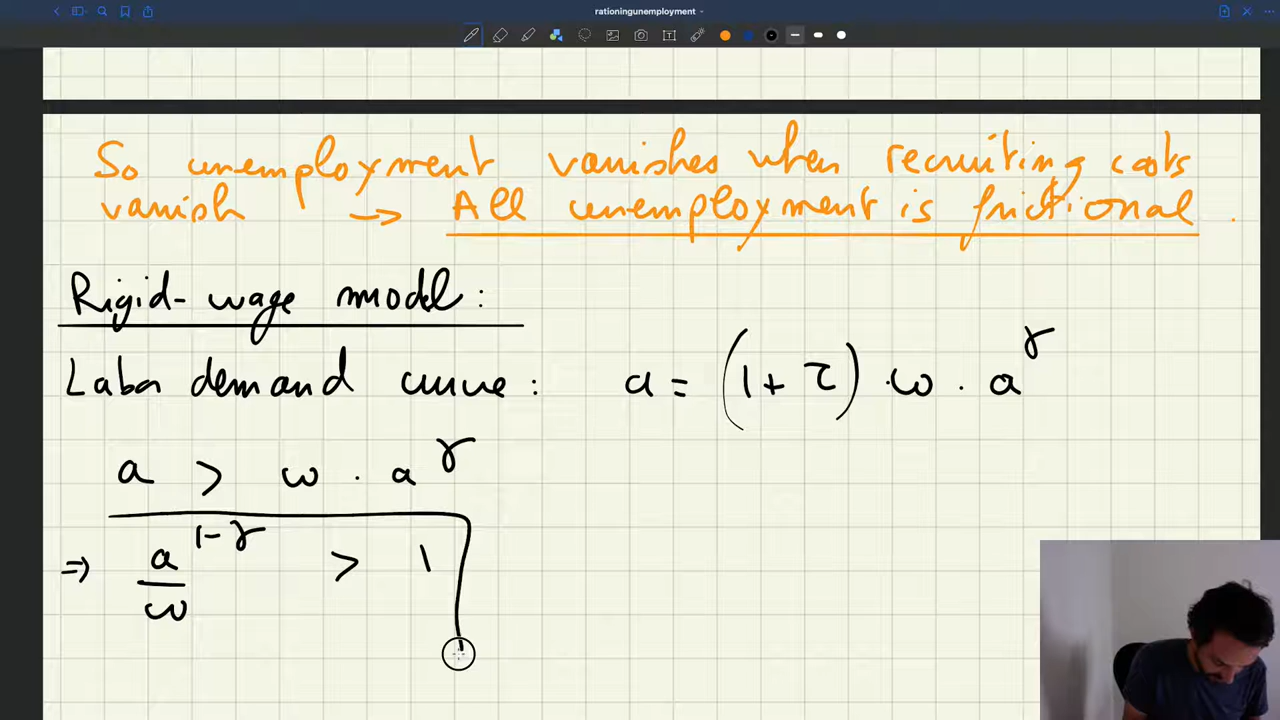 rationingunemployment
So unemployment vanishes when recruiting costs
vanish → All unemployment is frictional.
Rigid-wage model:
Labor demand curve: a = (1+τ)·ω·a^γ
a > ω·a^γ
⇒ a^{1-γ}/ω > 1